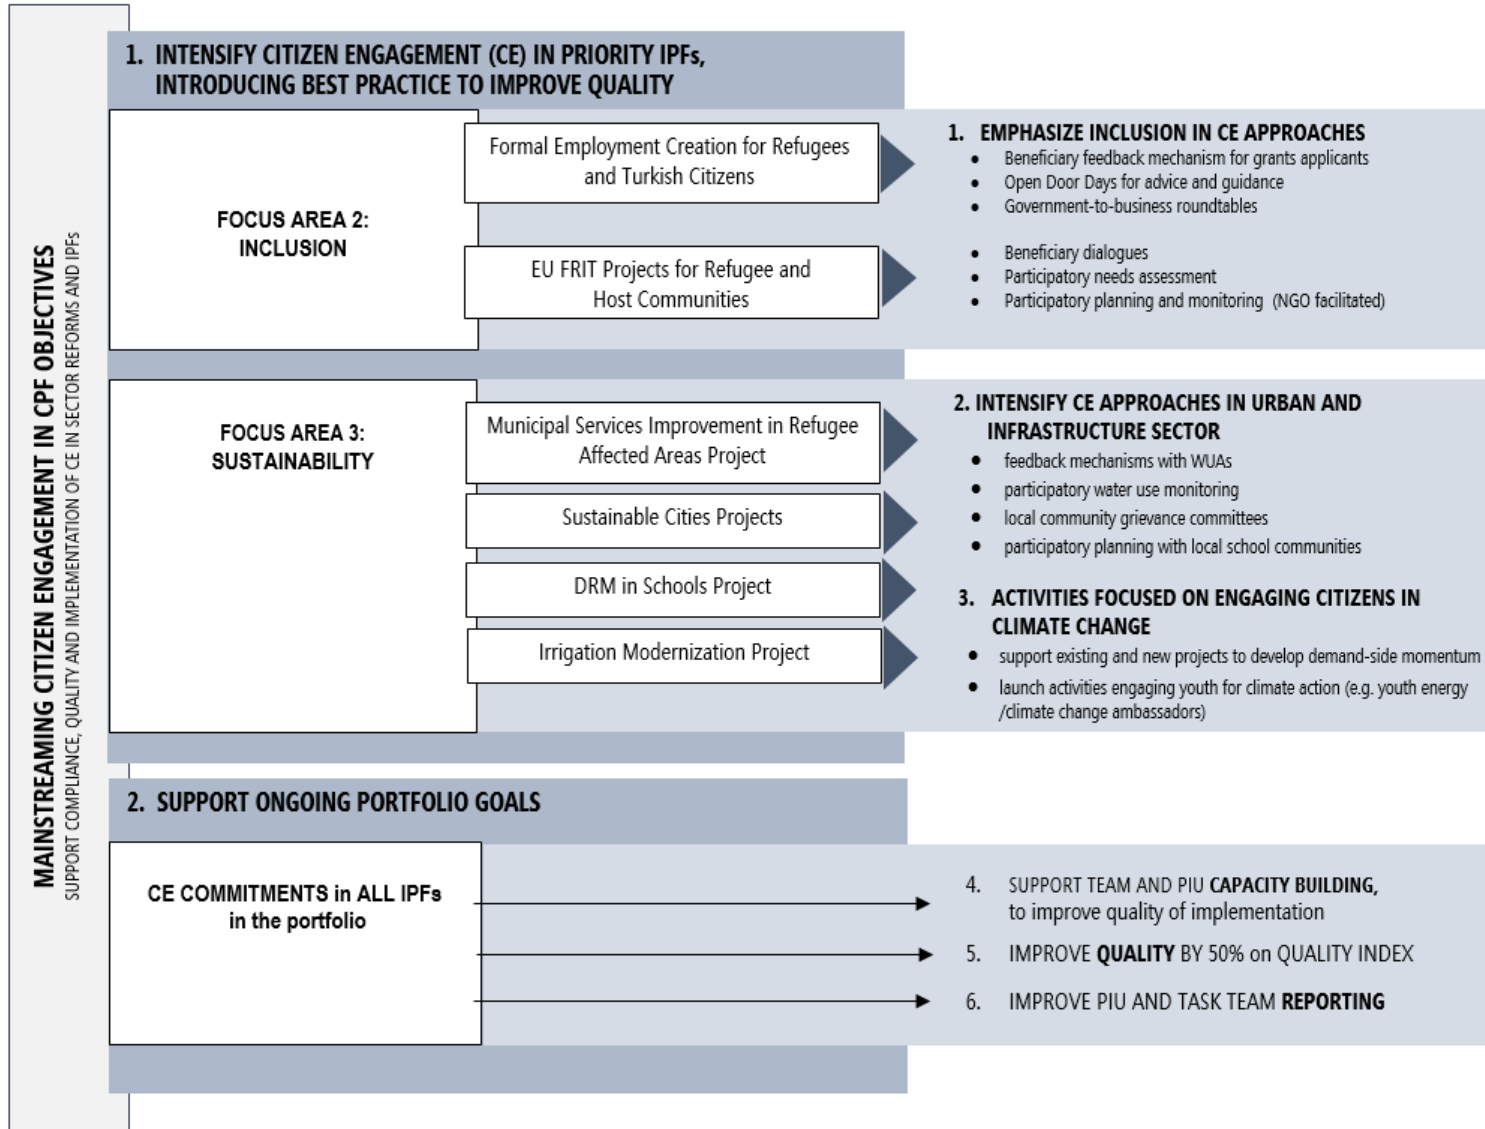 MAINSTREAMING CITIZEN ENGAGEMENT IN CPF OBJECTIVES
SUPPORT COMPLIANCE, QUALITY AND IMPLEMENTATION OF CE IN SECTOR REFORMS AND IPFs
1. INTENSIFY CITIZEN ENGAGEMENT (CE) IN PRIORITY IPFs,
INTRODUCING BEST PRACTICE TO IMPROVE QUALITY
FOCUS AREA 2:
INCLUSION
Formal Employment Creation for Refugees
and Turkish Citizens
EU FRIT Projects for Refugee and
Host Communities
1. EMPHASIZE INCLUSION IN CE APPROACHES
• Beneficiary feedback mechanism for grants applicants
• Open Door Days for advice and guidance
• Government-to-business roundtables
• Beneficiary dialogues
• Participatory needs assessment
• Participatory planning and monitoring (NGO facilitated)
FOCUS AREA 3:
SUSTAINABILITY
Municipal Services Improvement in Refugee
Affected Areas Project
Sustainable Cities Projects
DRM in Schools Project
Irrigation Modernization Project
2. INTENSIFY CE APPROACHES IN URBAN AND
INFRASTRUCTURE SECTOR
• feedback mechanisms with WUAs
• participatory water use monitoring
• local community grievance committees
• participatory planning with local school communities
3. ACTIVITIES FOCUSED ON ENGAGING CITIZENS IN
CLIMATE CHANGE
• support existing and new projects to develop demand-side momentum
• launch activities engaging youth for climate action (e.g. youth energy
/climate change ambassadors)
2. SUPPORT ONGOING PORTFOLIO GOALS
CE COMMITMENTS in ALL IPFs
in the portfolio
4. SUPPORT TEAM AND PIU CAPACITY BUILDING,
to improve quality of implementation
5. IMPROVE QUALITY BY 50% on QUALITY INDEX
6. IMPROVE PIU AND TASK TEAM REPORTING